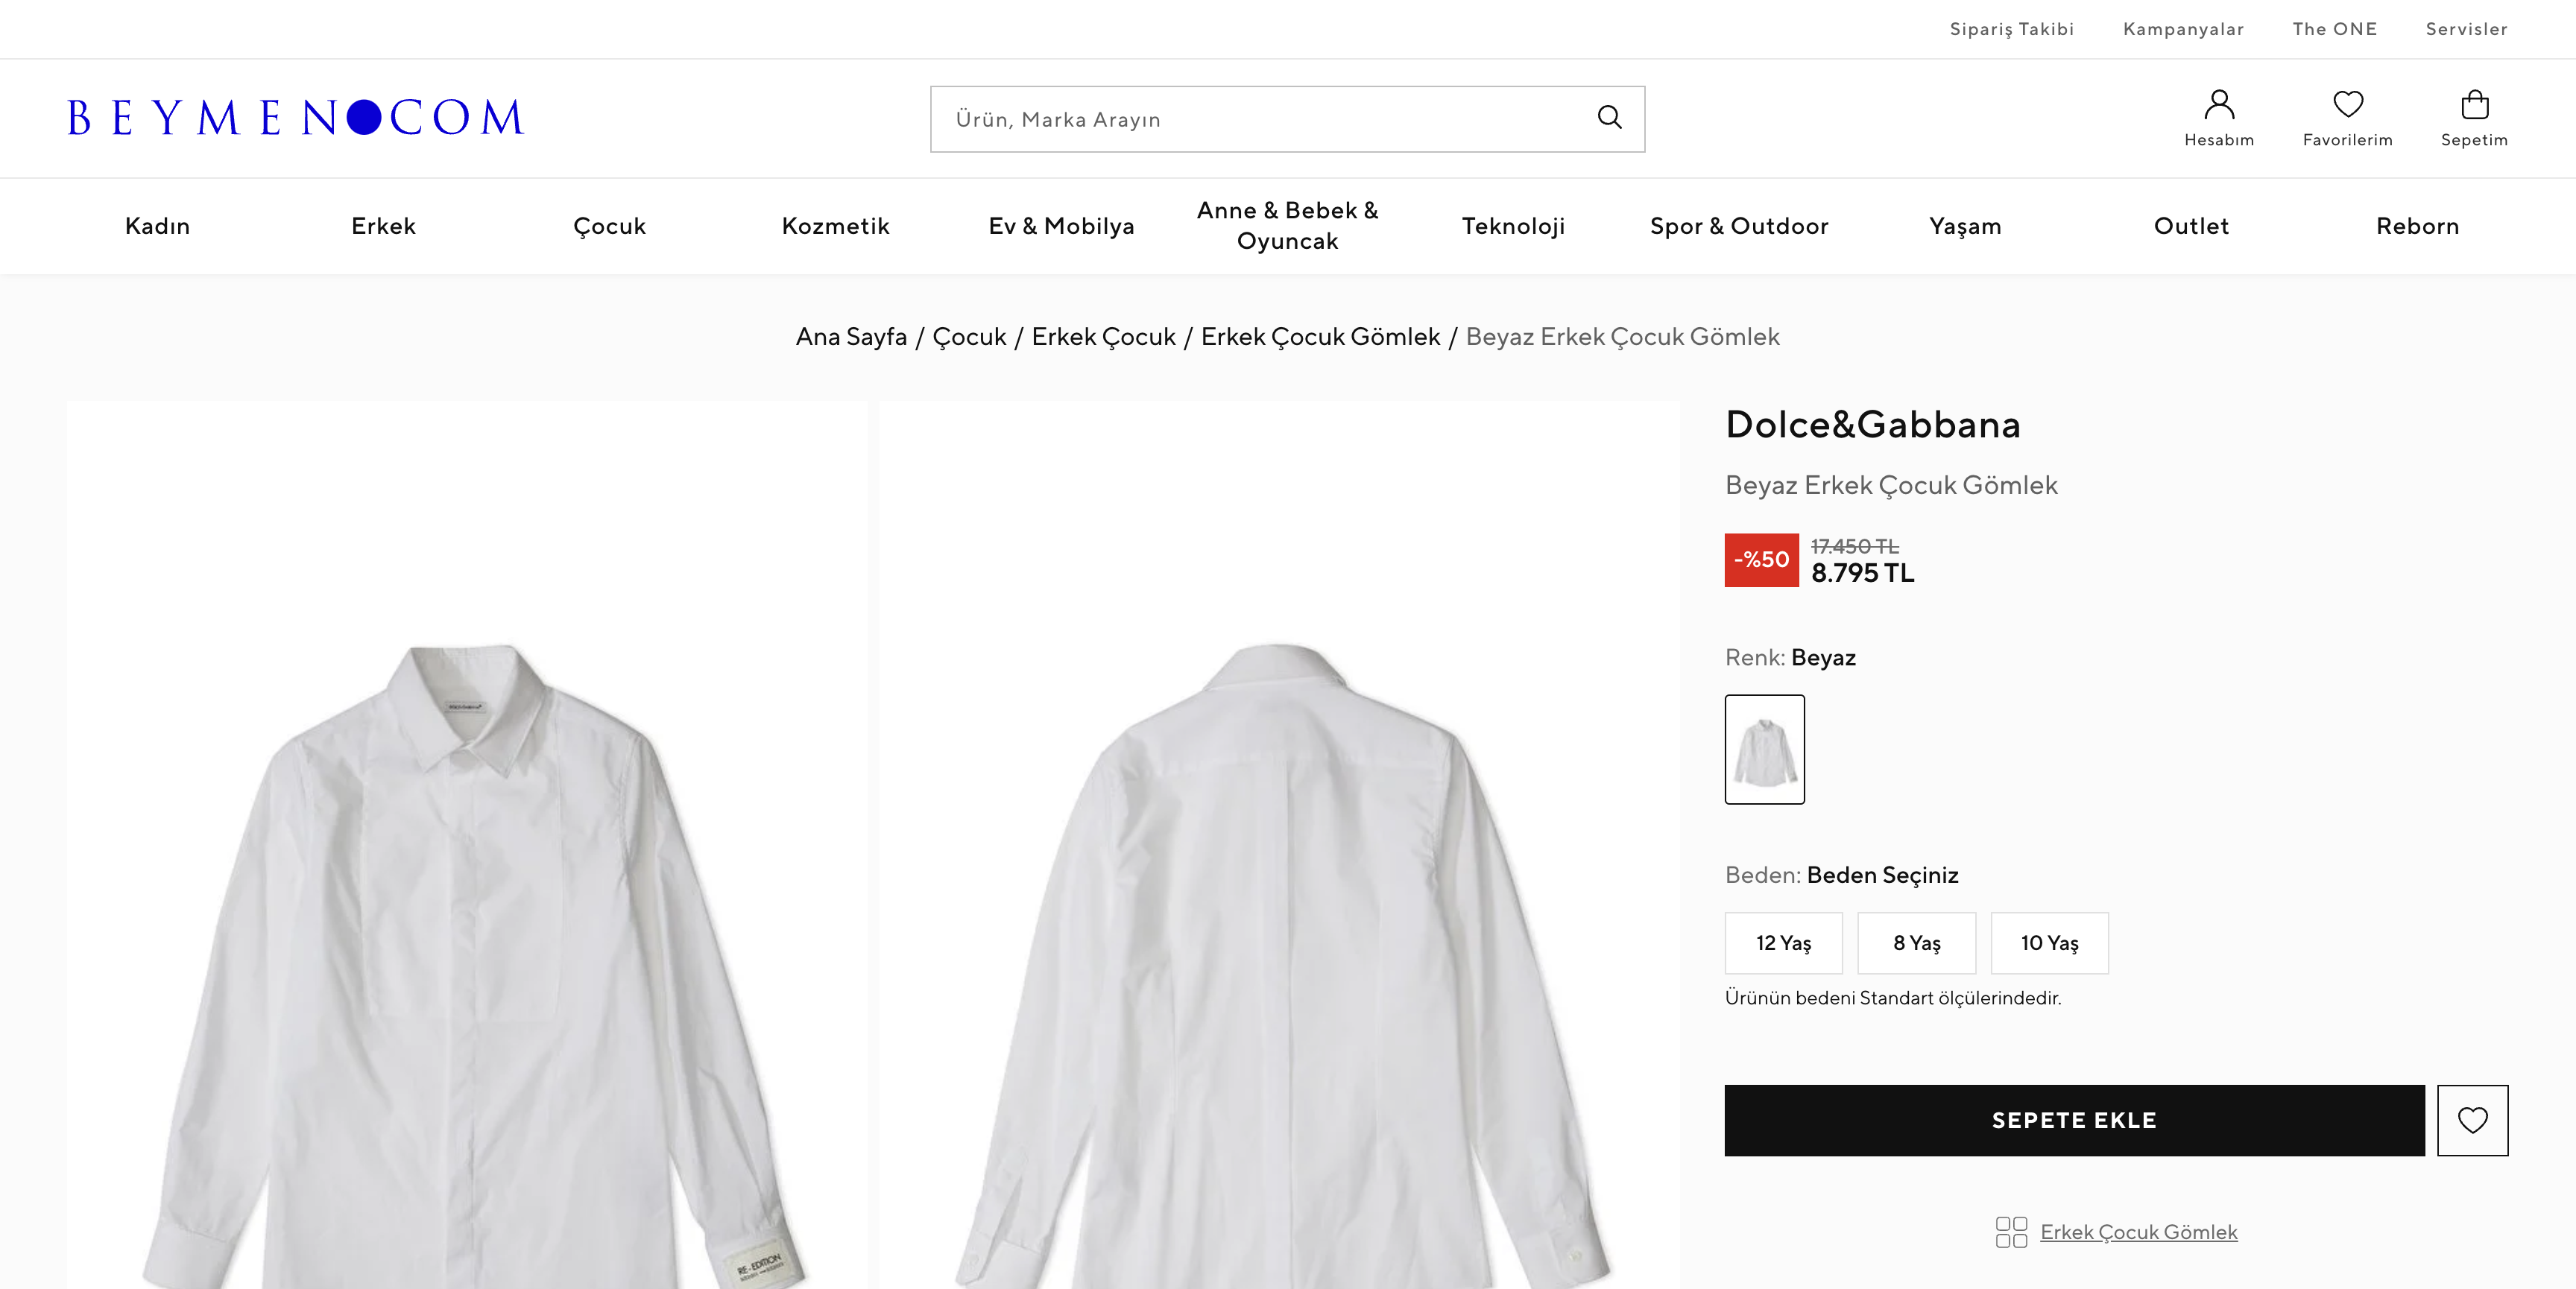 Sipariş Takibi Kampanyalar The ONE Servisler
BEYMEN COM
Ürün, Marka Arayın
Hesabım Favorilerim Sepetim
Kadın Erkek Çocuk Kozmetik Ev & Mobilya Anne & Bebek & Oyuncak Teknoloji Spor & Outdoor Yaşam Outlet Reborn
Ana Sayfa / Çocuk / Erkek Çocuk / Erkek Çocuk Gömlek / Beyaz Erkek Çocuk Gömlek
Dolce&Gabbana
Beyaz Erkek Çocuk Gömlek
-%50
17.450 TL
8.795 TL
Renk: Beyaz
Beden: Beden Seçiniz
12 Yaş 8 Yaş 10 Yaş
Ürünün bedeni Standart ölçülerindedir.
SEPETE EKLE
Erkek Çocuk Gömlek
RE-EDITION